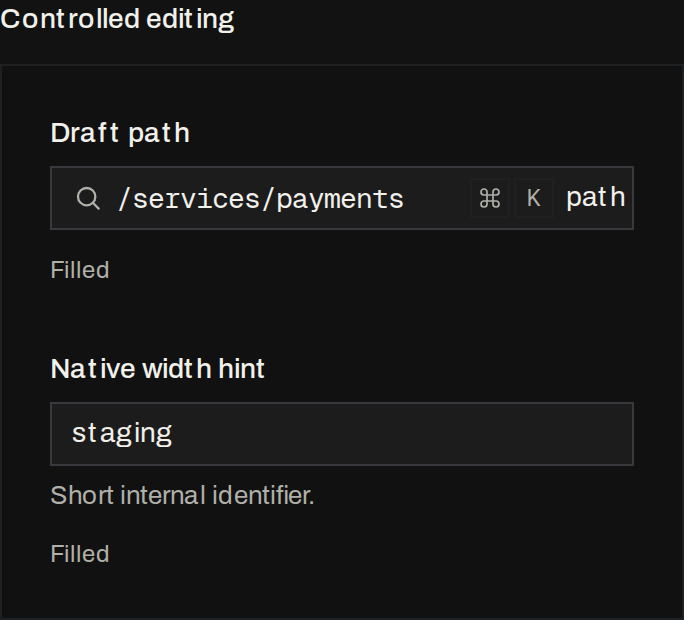 Controlled editing
Draft path
/services/payments ⌘ K path
Filled
Native width hint
staging
Short internal identifier.
Filled